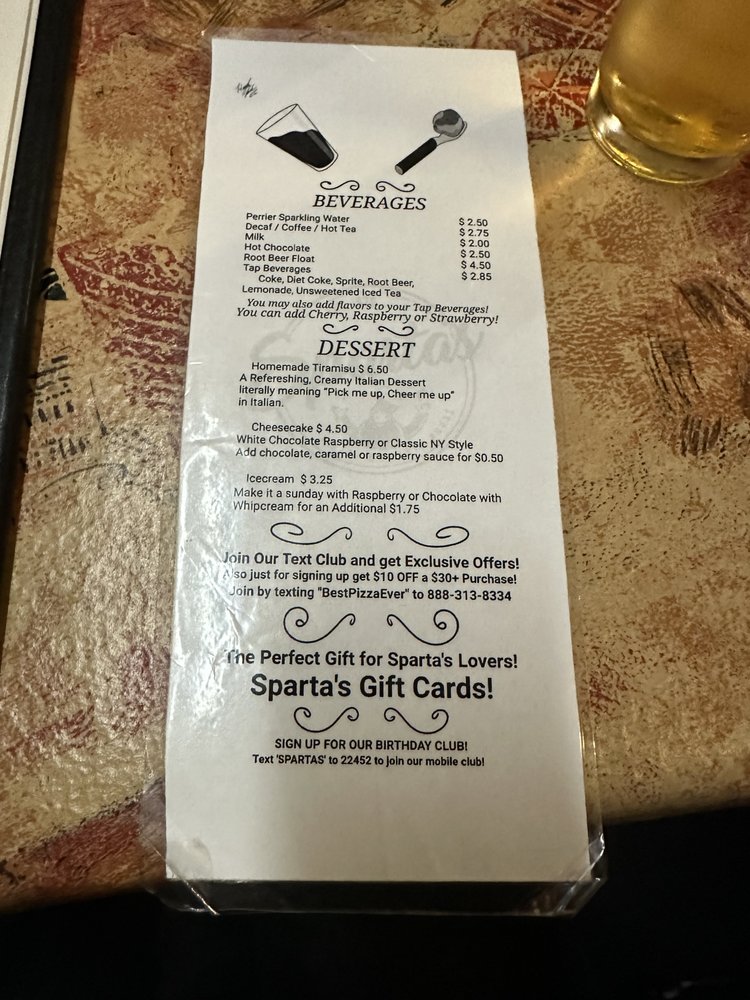 BEVERAGES
Perrier Sparkling Water $ 2.50
Decaf / Coffee / Hot Tea $ 2.75
Milk $ 2.00
Hot Chocolate $ 2.50
Root Beer Float $ 4.50
Tap Beverages $ 2.85
Coke, Diet Coke, Sprite, Root Beer,
Lemonade, Unsweetened Iced Tea
You may also add flavors to your Tap Beverages!
You can add Cherry, Raspberry or Strawberry!
DESSERT
Homemade Tiramisu $ 6.50
A Refereshing, Creamy Italian Dessert
literally meaning "Pick me up, Cheer me up"
in Italian.
Cheesecake $ 4.50
White Chocolate Raspberry or Classic NY Style
Add chocolate, caramel or raspberry sauce for $0.50
Icecream $ 3.25
Make it a sunday with Raspberry or Chocolate with
Whipcream for an Additional $1.75
Join Our Text Club and get Exclusive Offers!
Also just for signing up get $10 OFF a $30+ Purchase!
Join by texting "BestPizzaEver" to 888-313-8334
The Perfect Gift for Sparta's Lovers!
Sparta's Gift Cards!
SIGN UP FOR OUR BIRTHDAY CLUB!
Text 'SPARTAS' to 22452 to join our mobile club!